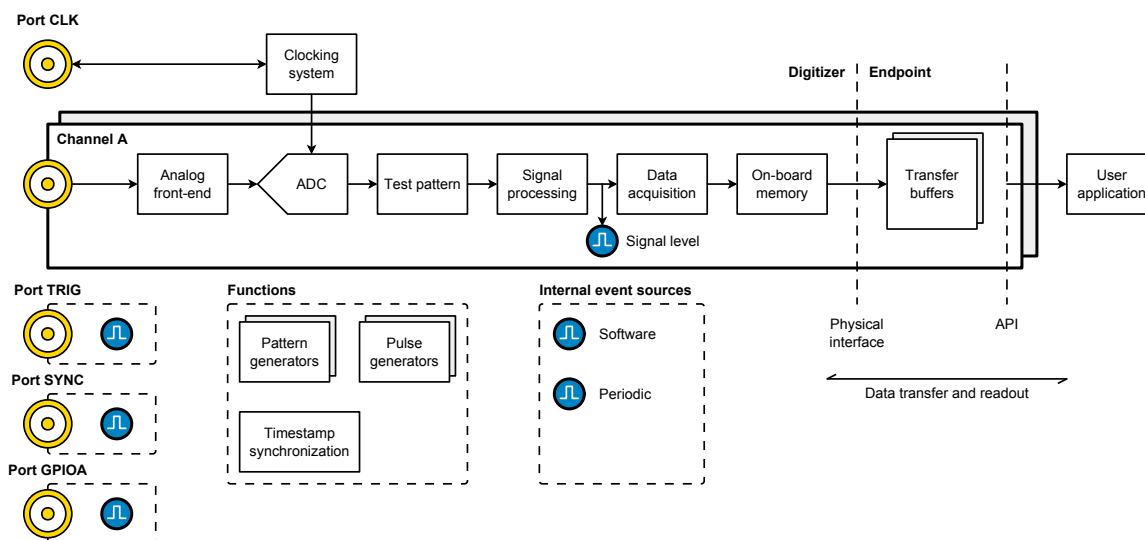 Port CLK
Clocking
system
Digitizer
Endpoint
Channel A
Analog
front-end
ADC
Test pattern
Signal
processing
Data
acquisition
On-board
memory
Transfer
buffers
User
application
Signal level
Port TRIG
Functions
Internal event sources
Pattern
generators
Pulse
generators
Software
Physical
interface
API
Port SYNC
Periodic
Data transfer and readout
Timestamp
synchronization
Port GPIOA